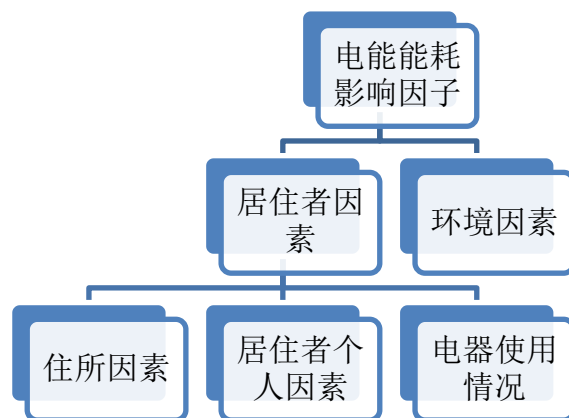 电能能耗
影响因子
居住者因
素
环境因素
住所因素
居住者个
人因素
电器使用
情况